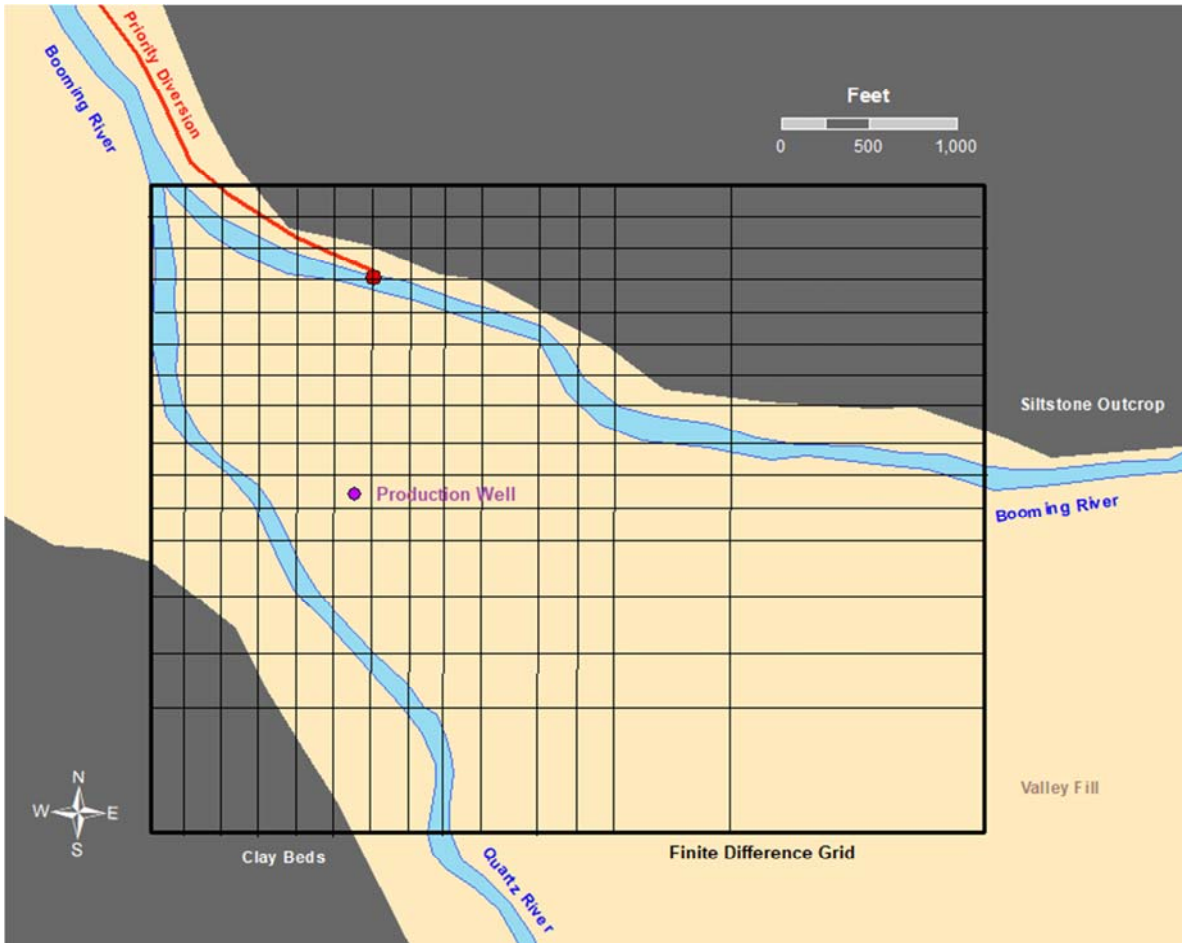 Priority Diversion
Booming River
Feet
0 500 1,000
Siltstone Outcrop
Production Well
Booming River
Valley Fill
N
W E
S
Clay Beds
Quartz River
Finite Difference Grid